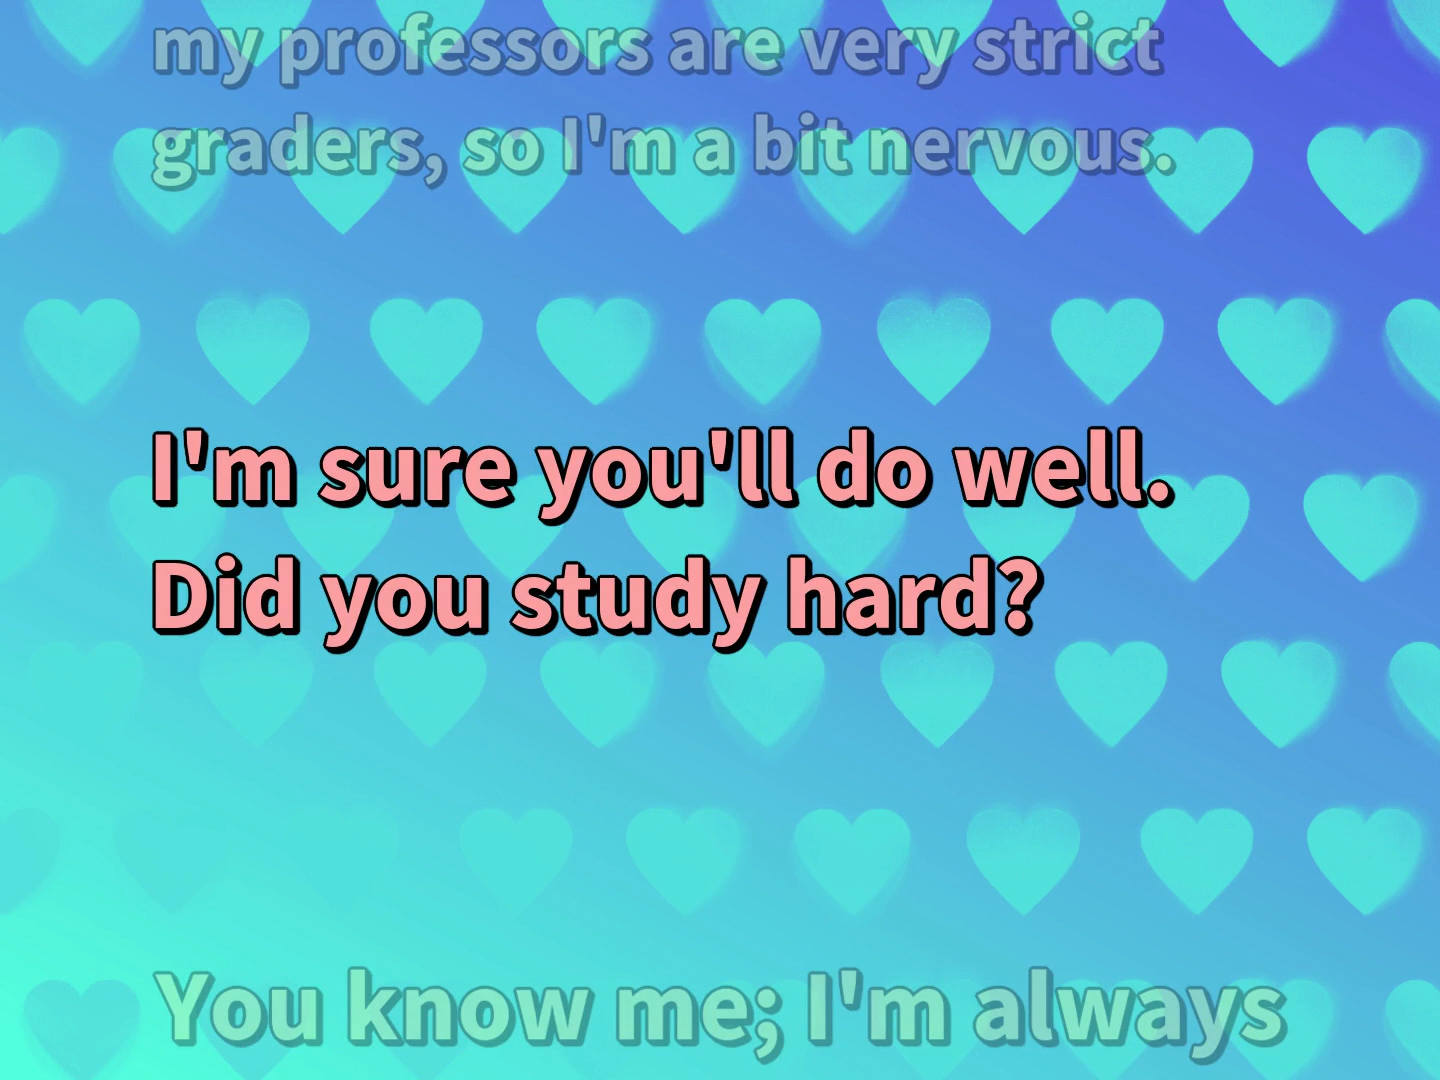 my professors are very strict
graders, so I'm a bit nervous.
I'm sure you'll do well.
Did you study hard?
You know me; I'm always